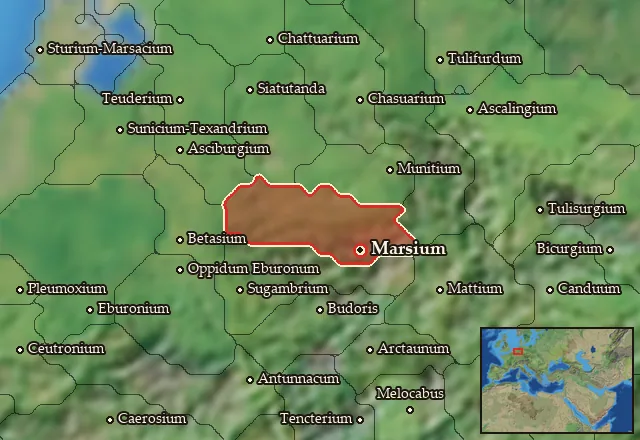 Chattuarium
Sturium-Marsacium
Tulifurdum
Siatutanda
Teuderium
Chasuarium
Ascalingium
Sunicium-Texandrium
Asciburgium
Munitium
Tulisurgium
Betasium
Marsium
Bicurgium
Oppidum Eburonum
Pleumoxium
Sugambrium
Mattium
Canduum
Eburonium
Budoris
Ceutronium
Arctaunum
Antunnacum
Melocabus
Caerosium
Tencterium